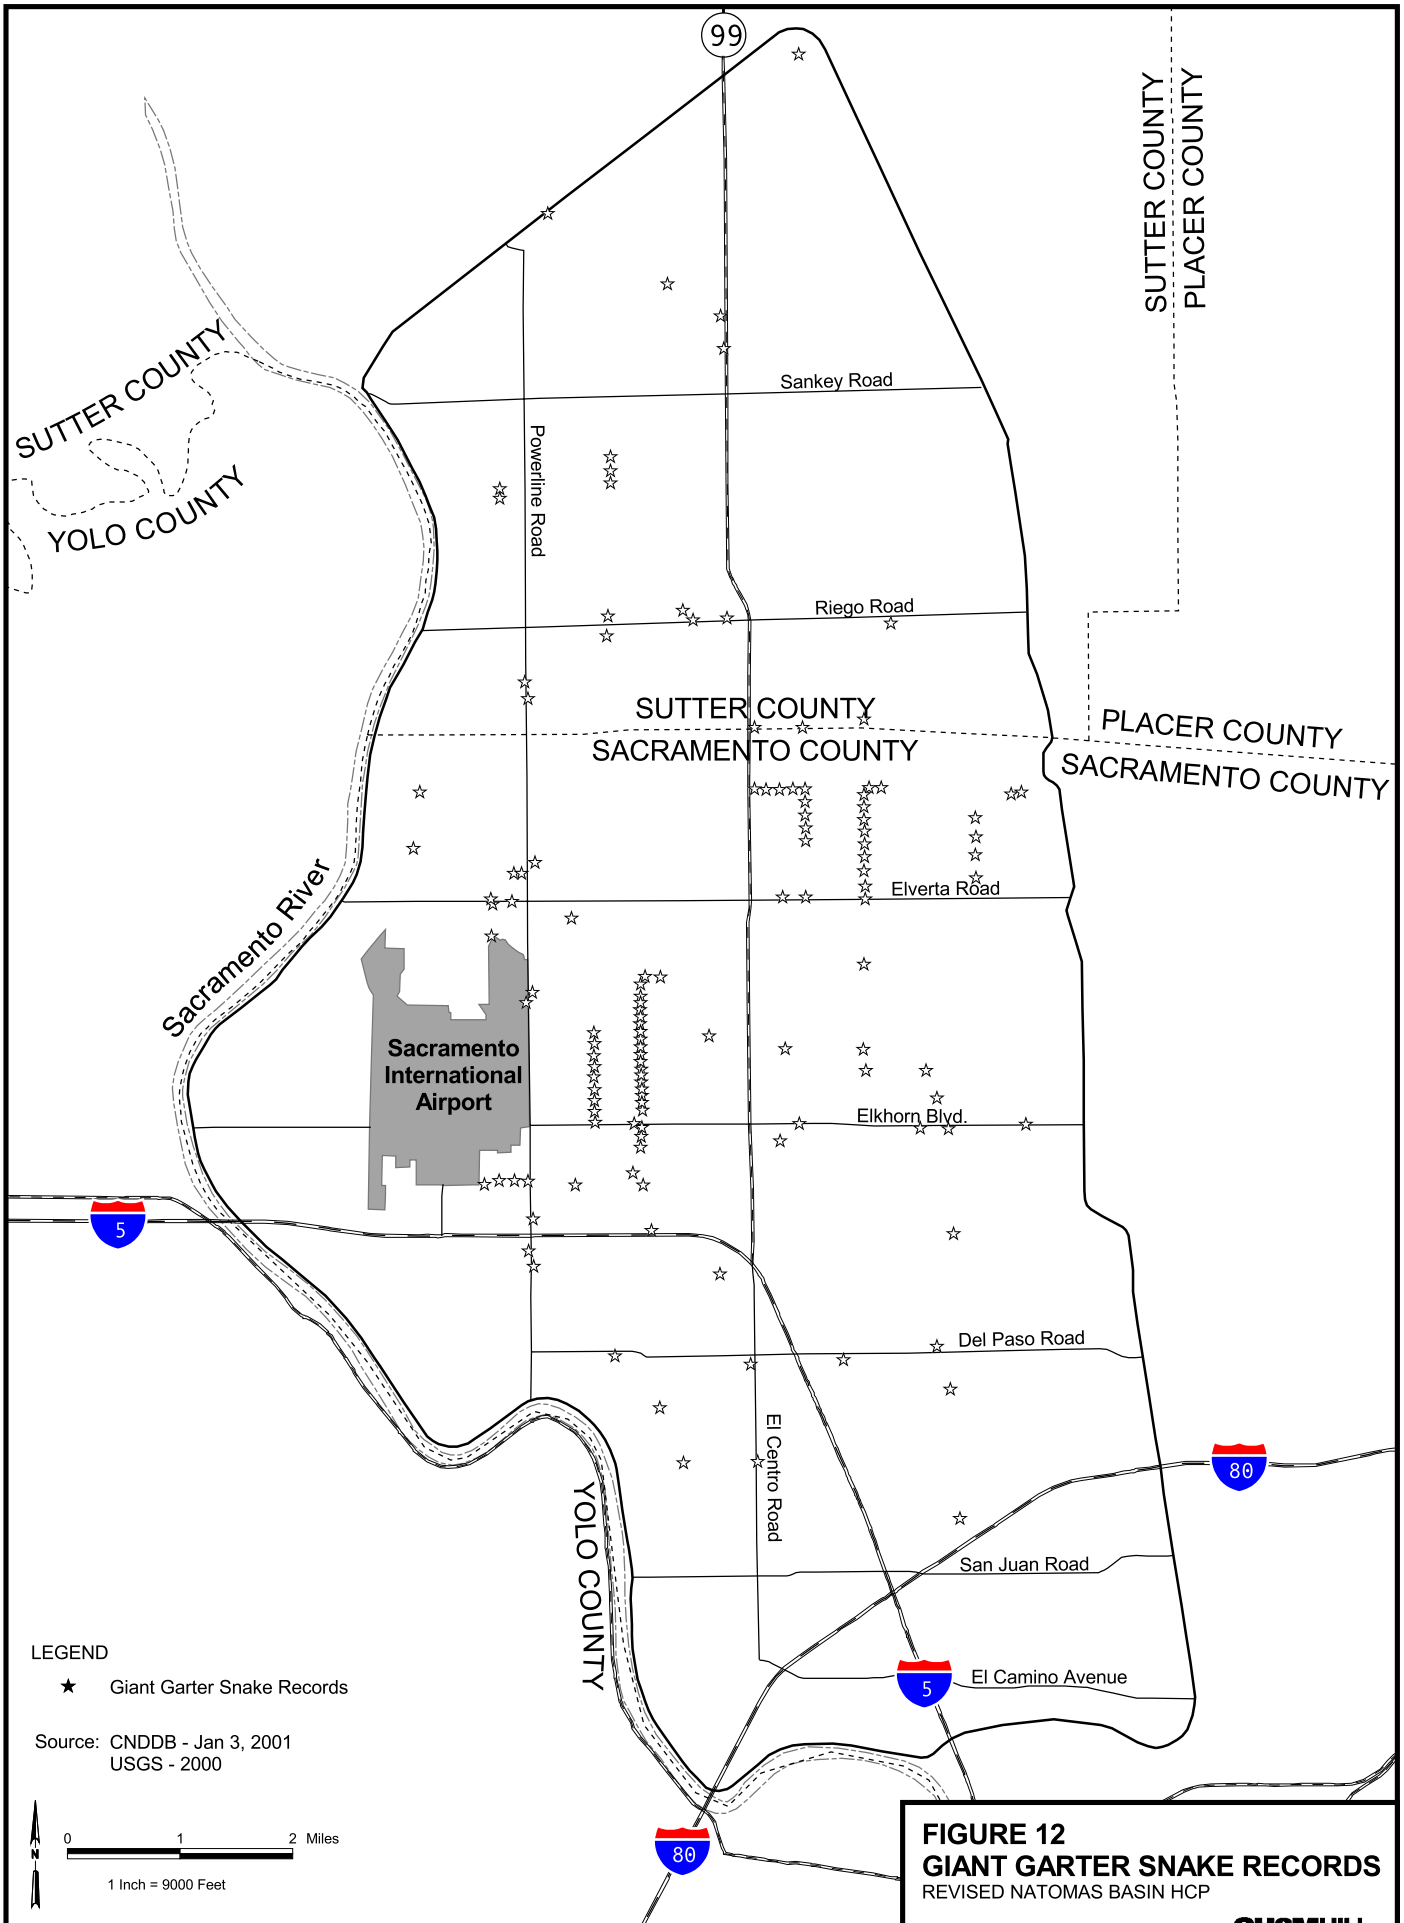 99
SUTTER COUNTY
PLACER COUNTY
SUTTER COUNTY
YOLO COUNTY
Sankey Road
Powerline Road
Riego Road
SUTTER COUNTY
SACRAMENTO COUNTY
PLACER COUNTY
SACRAMENTO COUNTY
Sacramento River
Elverta Road
Sacramento
International
Airport
Elkhorn Blvd.
5
Del Paso Road
El Centro Road
80
YOLO COUNTY
San Juan Road
5
El Camino Avenue
80
LEGEND
Giant Garter Snake Records
Source: CNDDB - Jan 3, 2001
USGS - 2000
N
0 1 2 Miles
1 Inch = 9000 Feet
FIGURE 12
GIANT GARTER SNAKE RECORDS
REVISED NATOMAS BASIN HCP